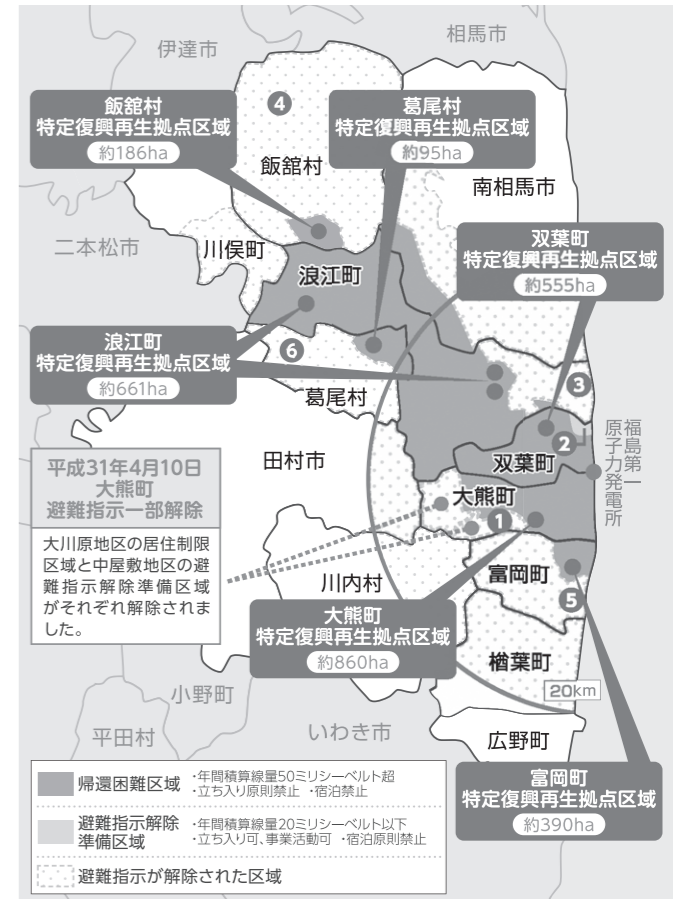 伊達市
相馬市
飯舘村
特定復興再生拠点区域
約186ha
❹
葛尾村
特定復興再生拠点区域
約95ha
飯舘村
南相馬市
双葉町
特定復興再生拠点区域
約555ha
二本松市
川俣町
浪江町
浪江町
特定復興再生拠点区域
約661ha
❻
❸
葛尾村
田村市
❷
双葉町
福島第一
原子力発電所
平成31年4月10日
大熊町
避難指示一部解除
大川原地区の居住制限
区域と中屋敷地区の避
難指示解除準備区域
がそれぞれ解除されま
した。
大熊町
❶
川内村
富岡町
❺
大熊町
特定復興再生拠点区域
約860ha
楢葉町
20km
小野町
平田村
いわき市
広野町
富岡町
特定復興再生拠点区域
約390ha
帰還困難区域
・年間積算線量50ミリシーベルト超
・立ち入り原則禁止 ・宿泊禁止
避難指示解除
準備区域
・年間積算線量20ミリシーベルト以下
・立ち入り可、事業活動可 ・宿泊原則禁止
避難指示が解除された区域